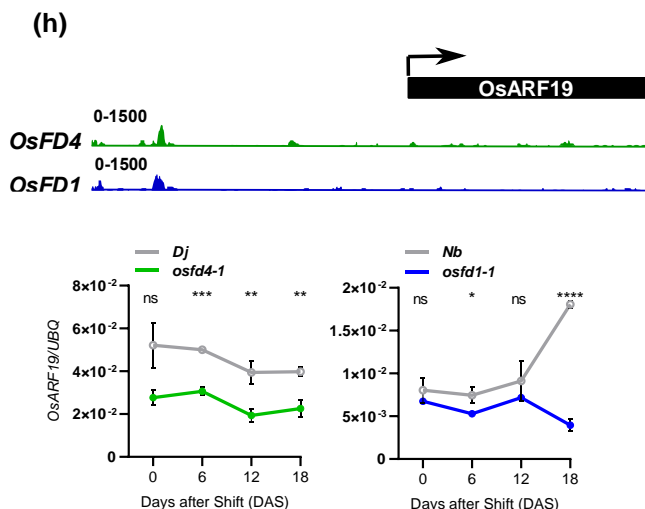 (h)
OsARF19
0-1500
OsFD4
0-1500
OsFD1
Dj
osfd4-1
Nb
osfd1-1
8×10⁻²
6×10⁻²
4×10⁻²
2×10⁻²
0
OsARF19/UBQ
ns *** ** **
0 6 12 18
Days after Shift (DAS)
2×10⁻²
1×10⁻²
1×10⁻²
5×10⁻³
0
ns * ns ****
0 6 12 18
Days after Shift (DAS)